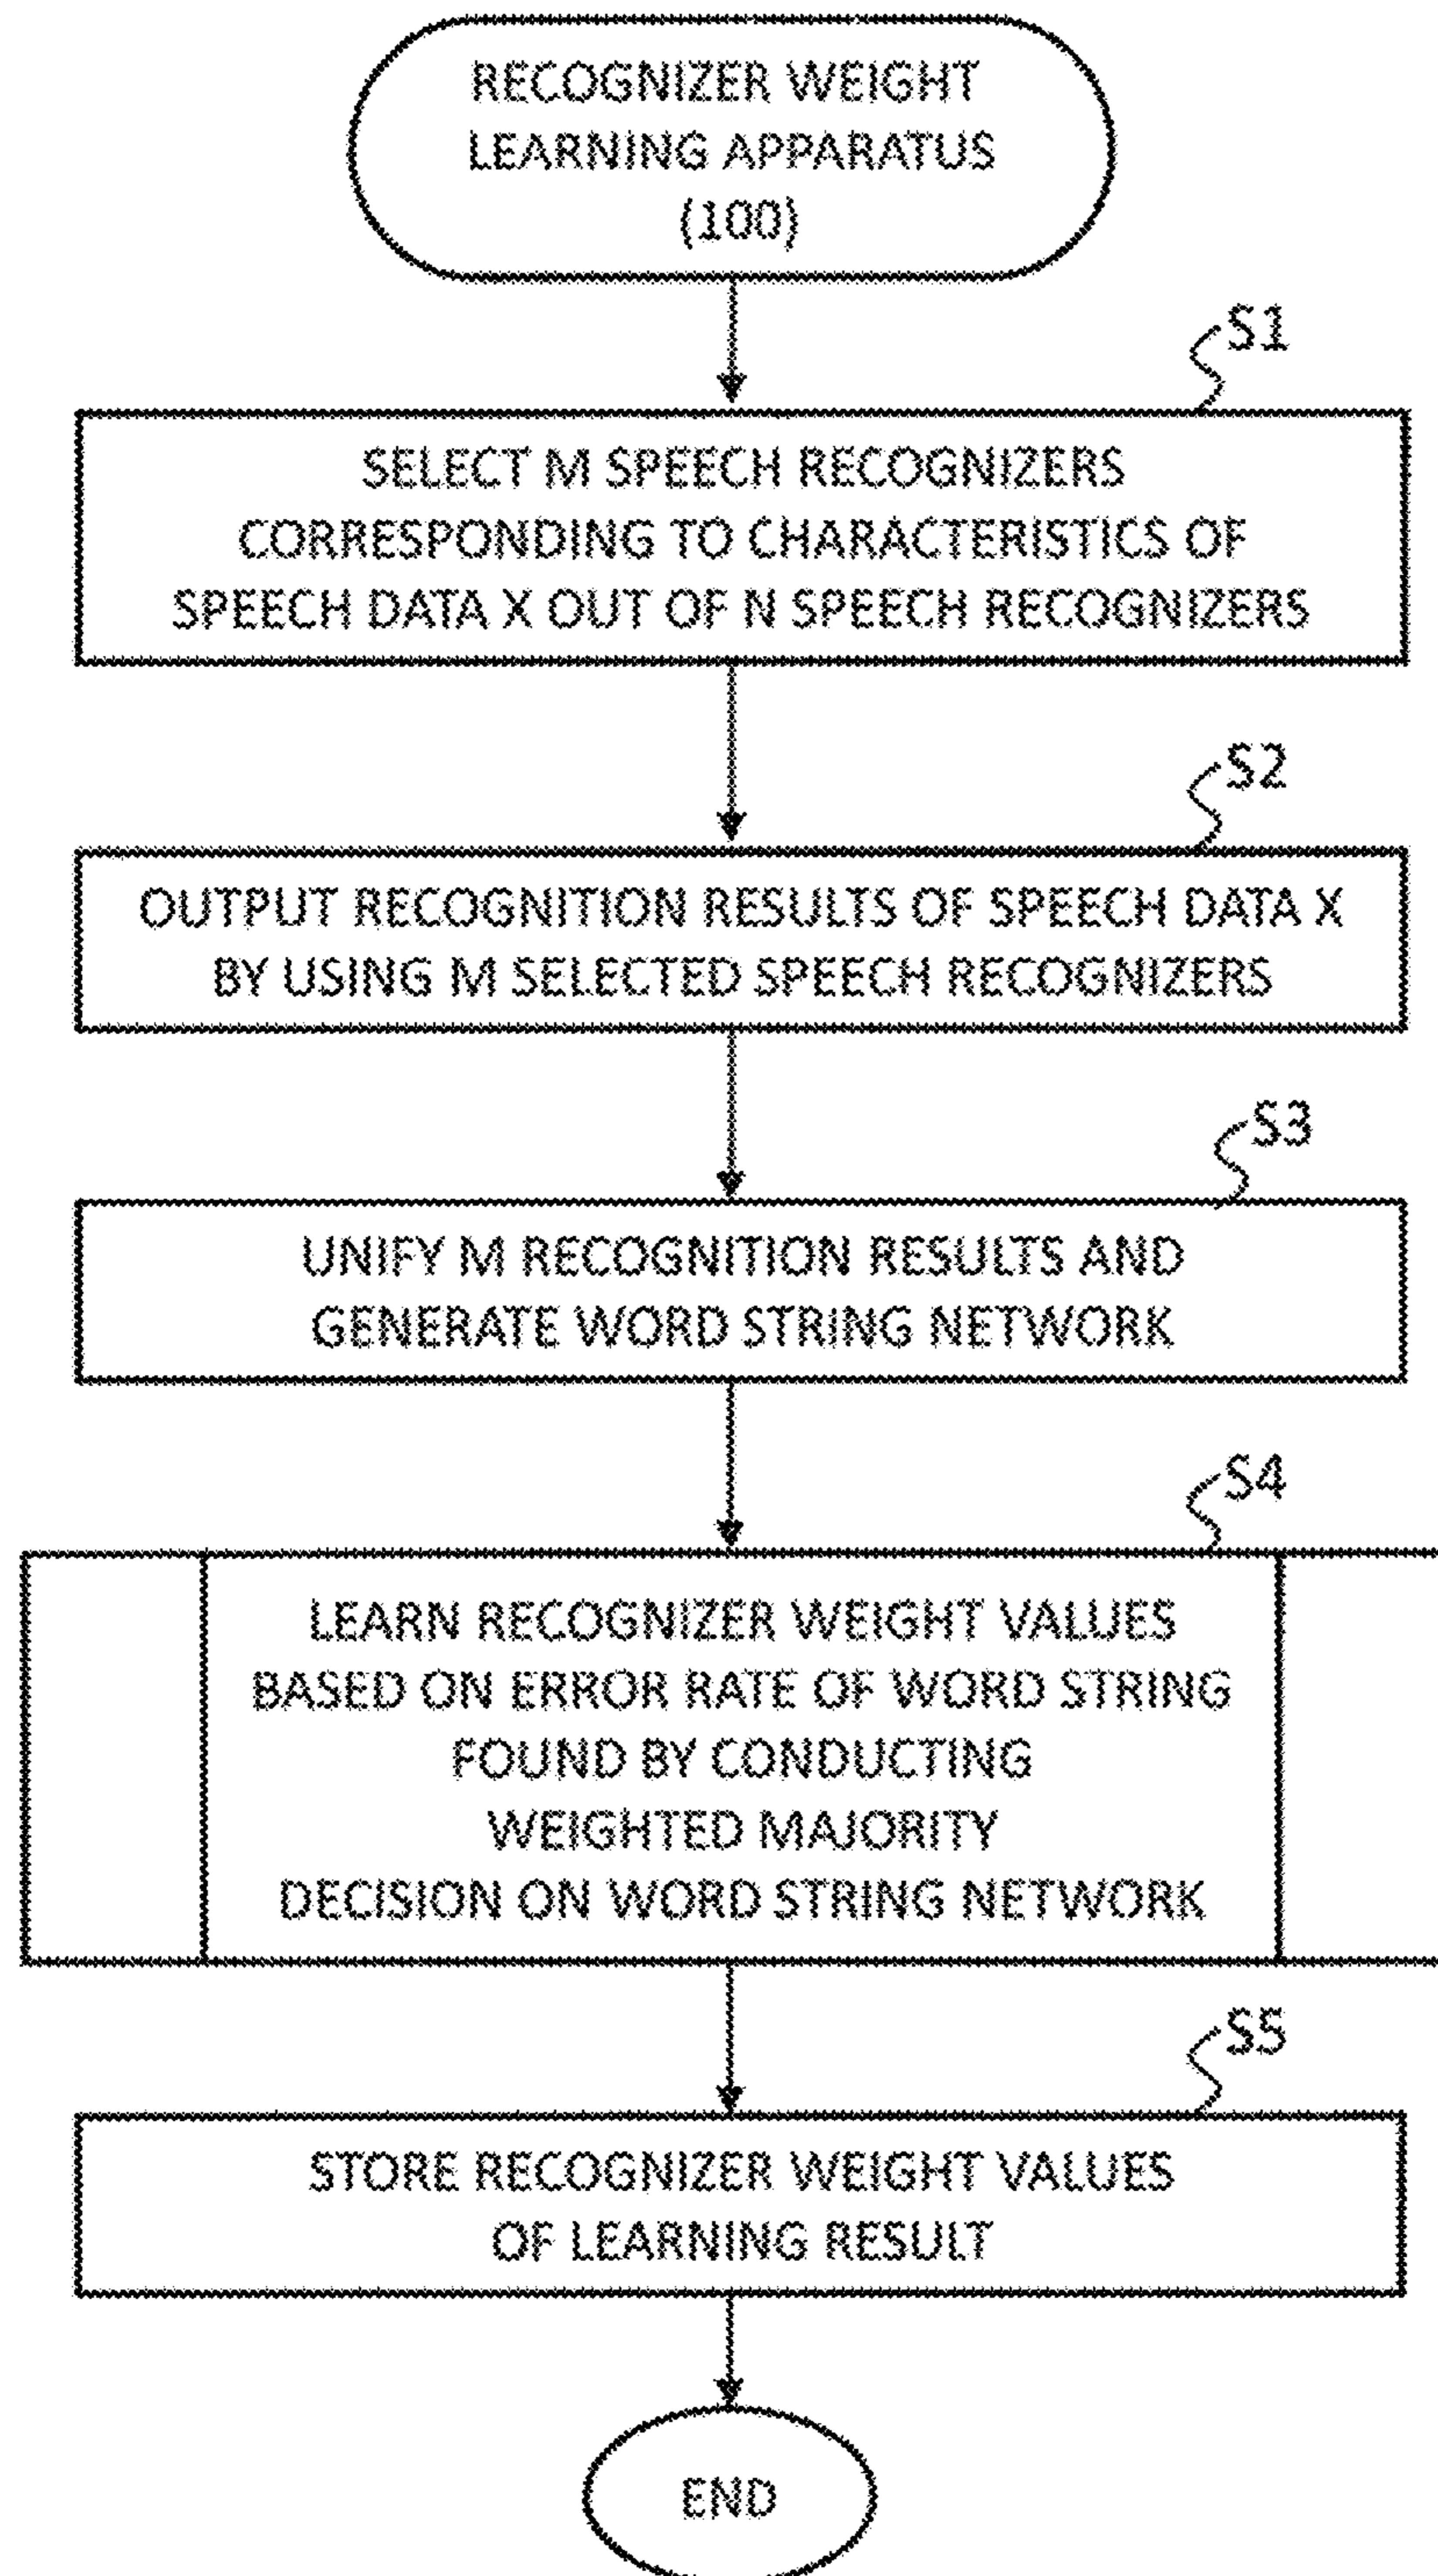 RECOGNIZER WEIGHT
LEARNING APPARATUS
(100)
S1
SELECT M SPEECH RECOGNIZERS
CORRESPONDING TO CHARACTERISTICS OF
SPEECH DATA X OUT OF N SPEECH RECOGNIZERS
S2
OUTPUT RECOGNITION RESULTS OF SPEECH DATA X
BY USING M SELECTED SPEECH RECOGNIZERS
S3
UNIFY M RECOGNITION RESULTS AND
GENERATE WORD STRING NETWORK
S4
LEARN RECOGNIZER WEIGHT VALUES
BASED ON ERROR RATE OF WORD STRING
FOUND BY CONDUCTING
WEIGHTED MAJORITY
DECISION ON WORD STRING NETWORK
S5
STORE RECOGNIZER WEIGHT VALUES
OF LEARNING RESULT
END